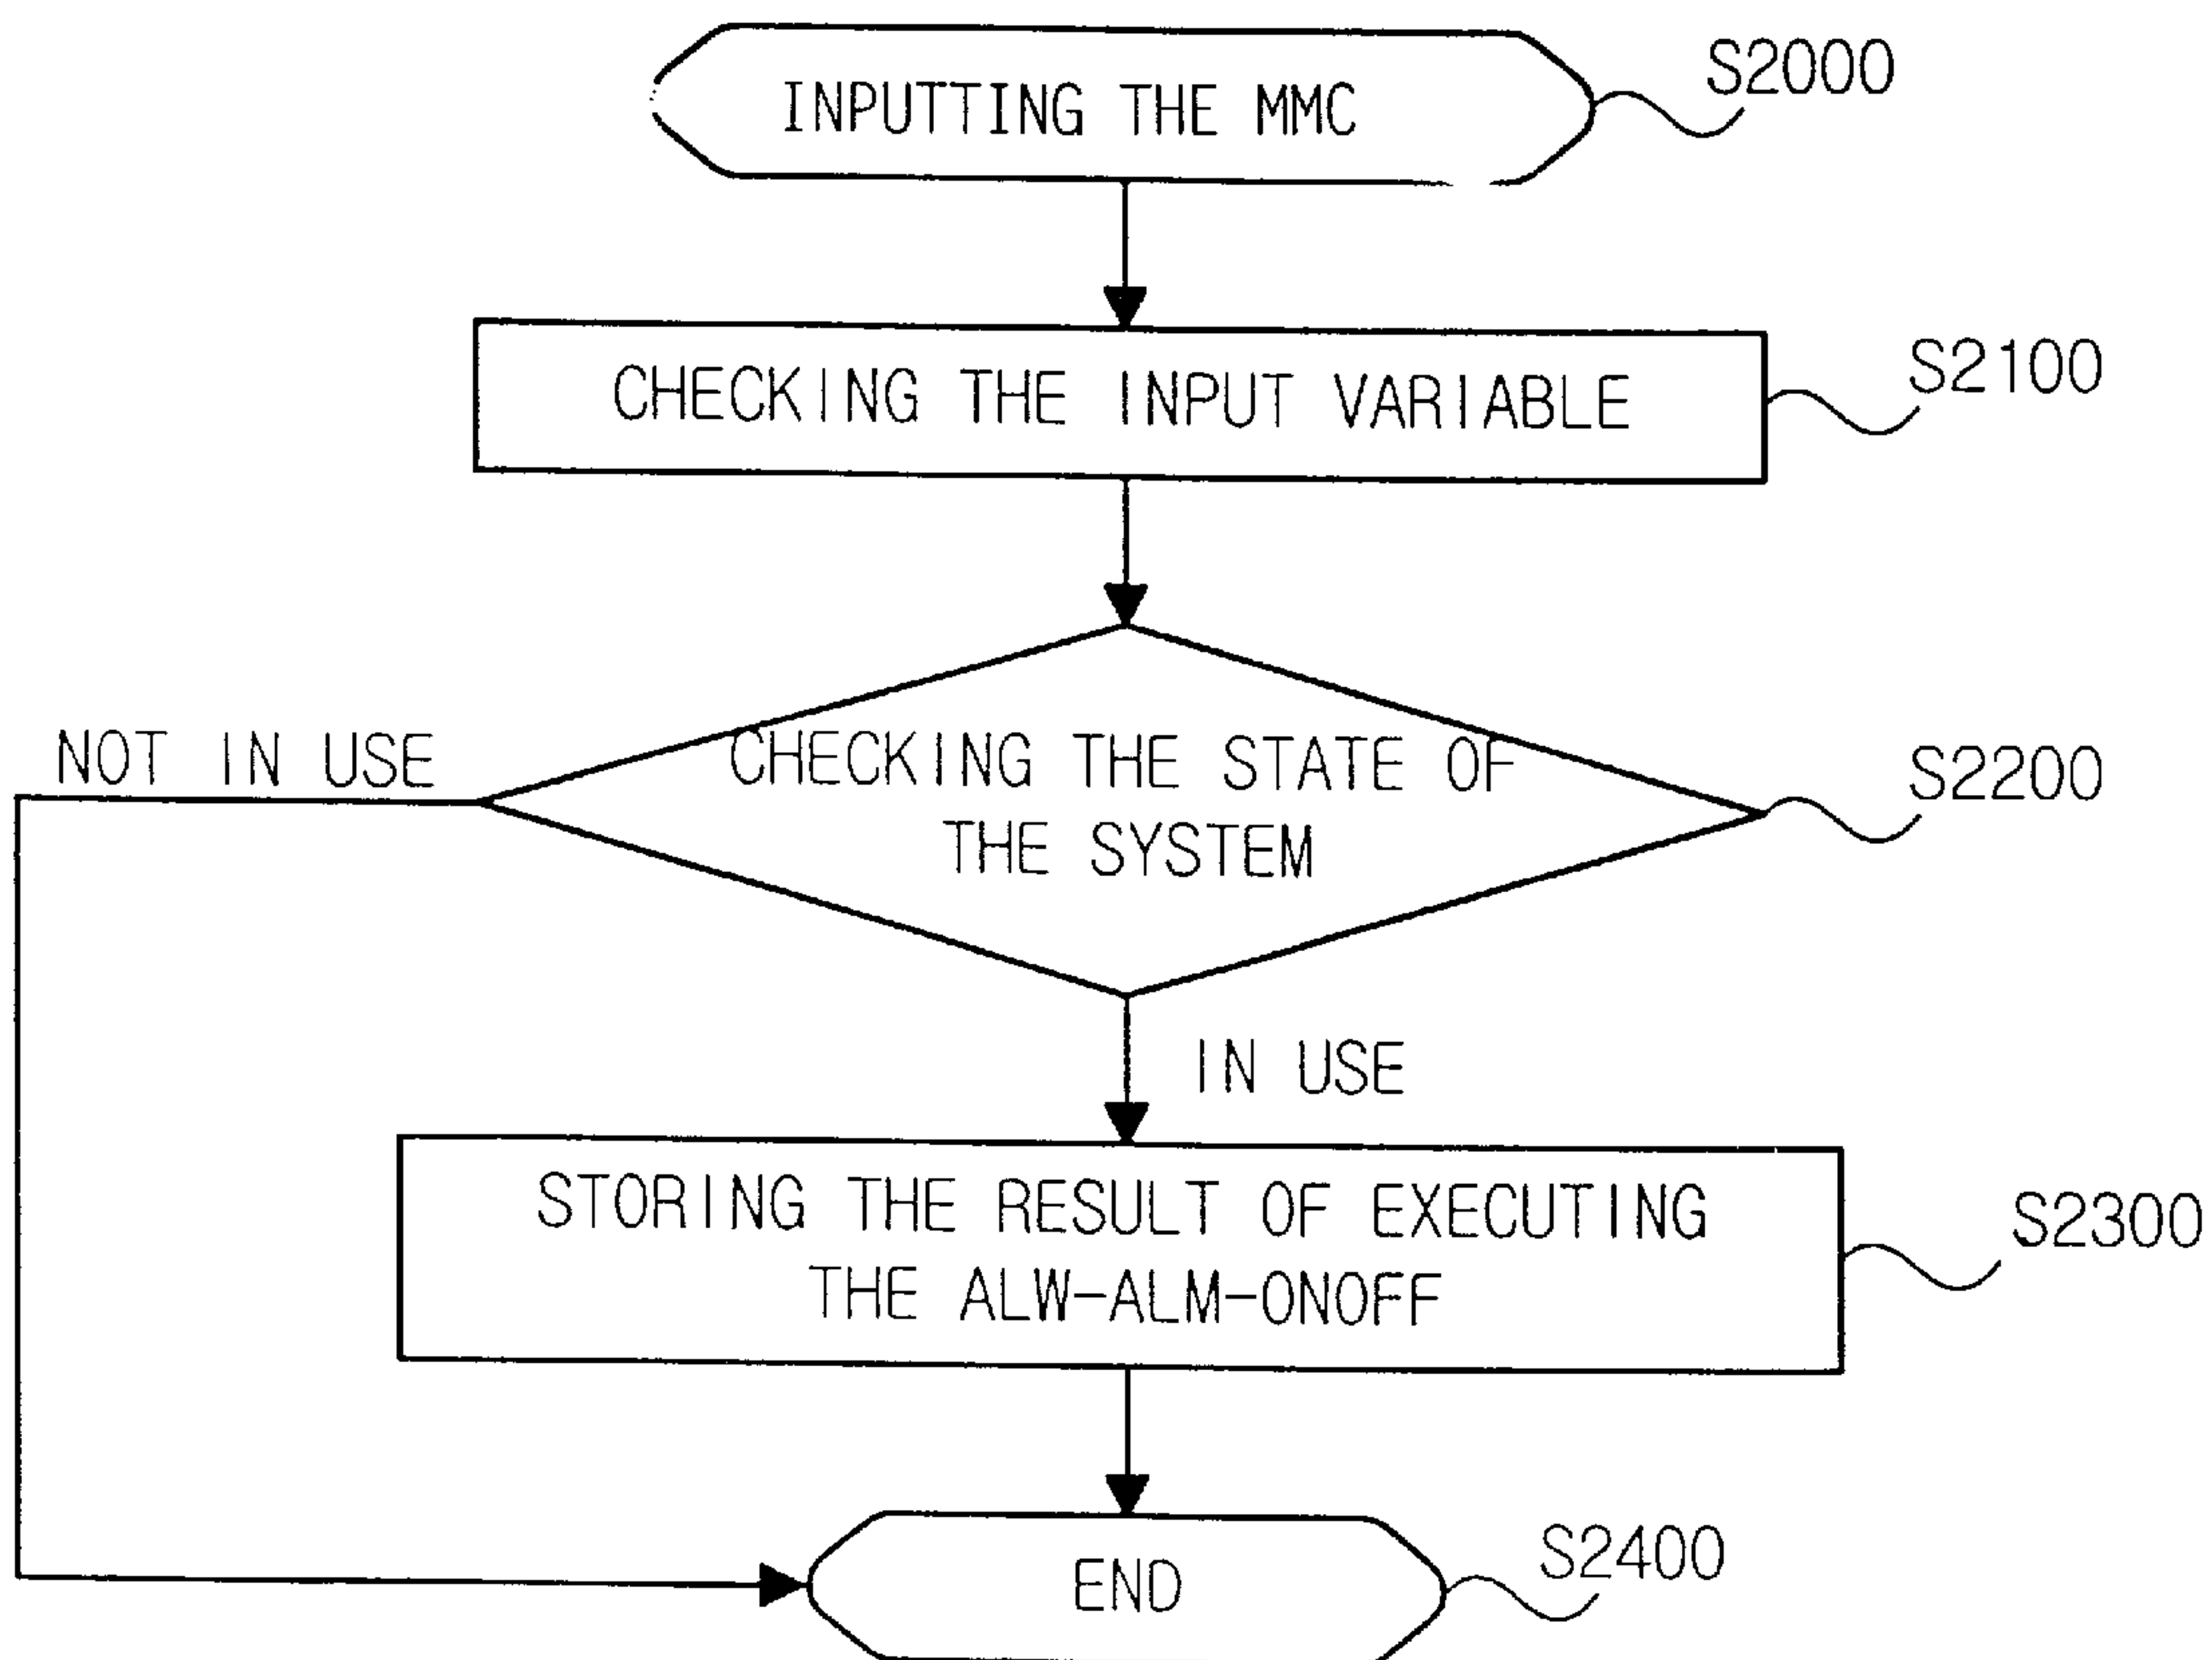 INPUTTING THE MMC
S2000
CHECKING THE INPUT VARIABLE
S2100
NOT IN USE
CHECKING THE STATE OF
THE SYSTEM
S2200
IN USE
STORING THE RESULT OF EXECUTING
THE ALW-ALM-ONOFF
S2300
END
S2400